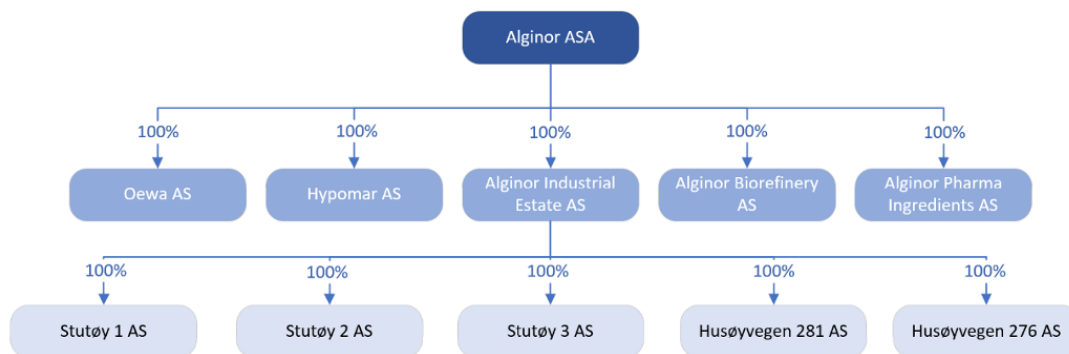 Alginor ASA
100% 100% 100% 100% 100%
Oewa AS
Hypomar AS
Alginor Industrial
Estate AS
Alginor Biorefinery
AS
Alginor Pharma
Ingredients AS
100% 100% 100% 100% 100%
Stutøy 1 AS
Stutøy 2 AS
Stutøy 3 AS
Husøyvegen 281 AS
Husøyvegen 276 AS